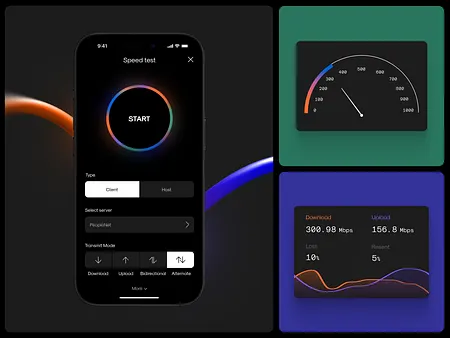 9:41
Speed test
START
Type
Client Host
Select server
PeopleNet
Transmit Mode
Download Upload Bidirectional Alternate
More
0
100
200
300
400
500
600
700
800
900
1000
Download Upload
300.98 Mbps 156.8 Mbps
Loss Resent
10% 5%